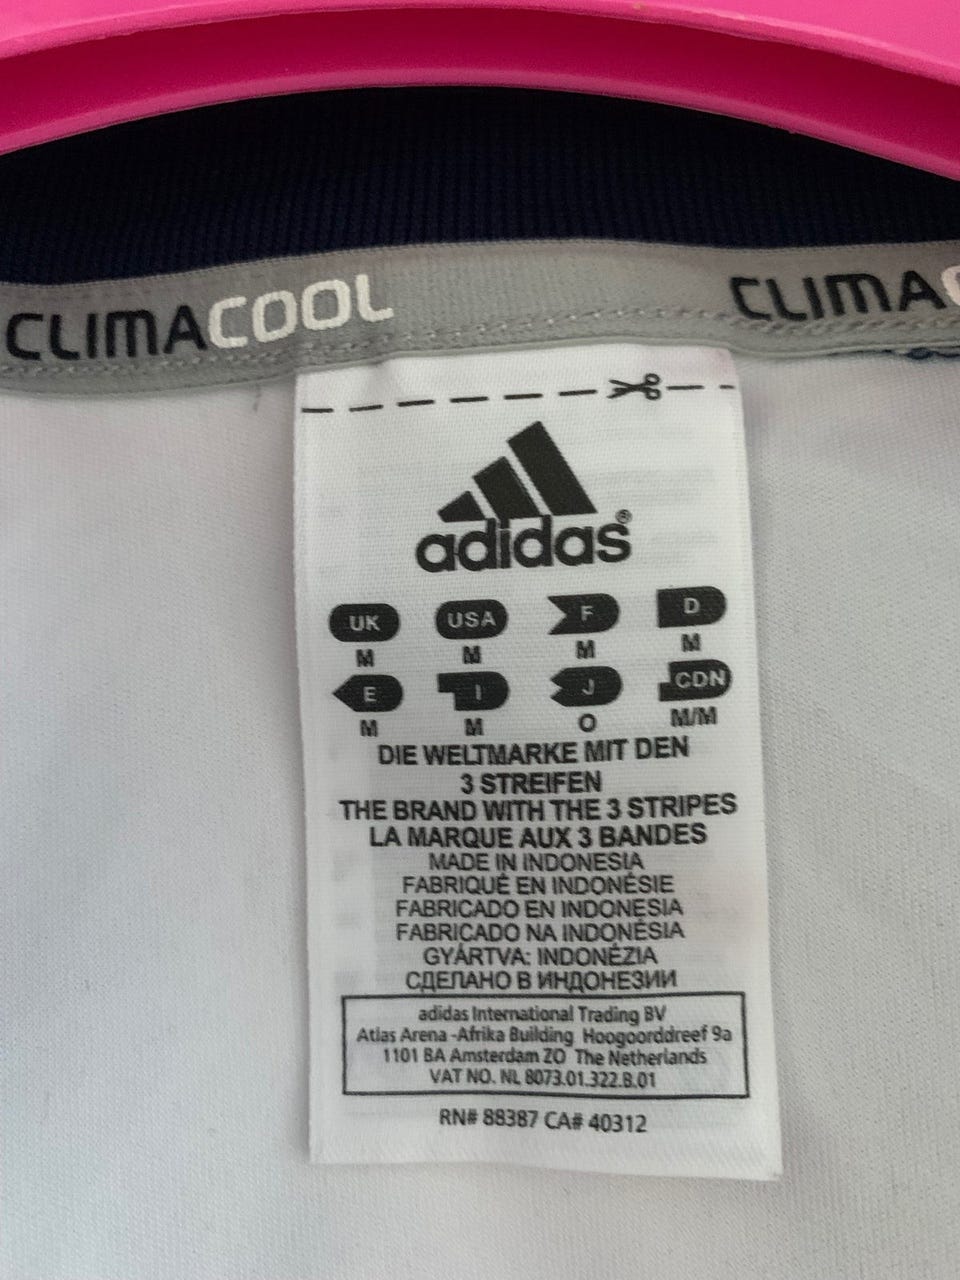 CLIMACOOL CLIMAC
adidas®
UK USA F D
M M M M
E I J CDN
M M O M/M
DIE WELTMARKE MIT DEN
3 STREIFEN
THE BRAND WITH THE 3 STRIPES
LA MARQUE AUX 3 BANDES
MADE IN INDONESIA
FABRIQUÉ EN INDONÉSIE
FABRICADO EN INDONESIA
FABRICADO NA INDONÉSIA
GYÁRTVA: INDONÉZIA
СДЕЛАНО В ИНДОНЕЗИИ
adidas International Trading BV
Atlas Arena -Afrika Building Hoogoorddreef 9a
1101 BA Amsterdam ZO The Netherlands
VAT NO. NL 8073.01.322.B.01
RN# 88387 CA# 40312